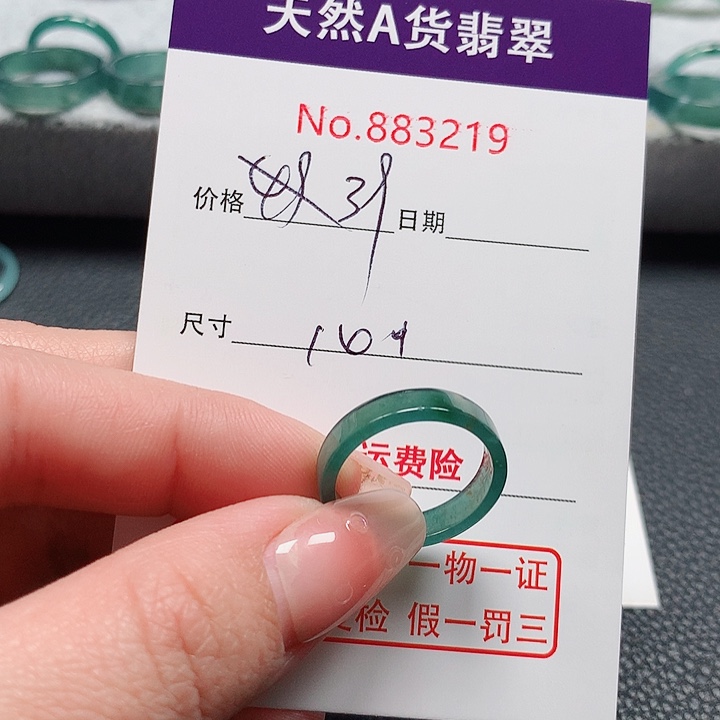 天然A货翡翠
No.883219
价格 日期
尺寸 16
运费险
一物一证
检 假一罚三